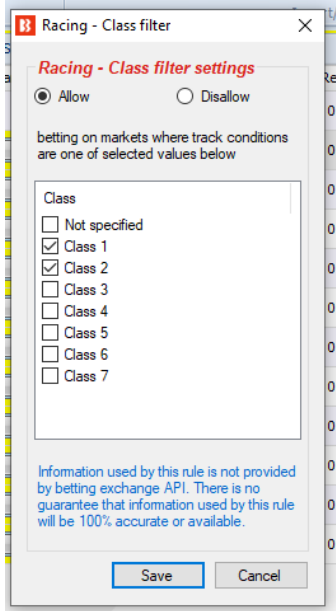 Racing - Class filter
Racing - Class filter settings
Allow
Disallow
betting on markets where track conditions
are one of selected values below
Class
Not specified
Class 1
Class 2
Class 3
Class 4
Class 5
Class 6
Class 7
Information used by this rule is not provided
by betting exchange API. There is no
guarantee that information used by this rule
will be 100% accurate or available.
Save
Cancel